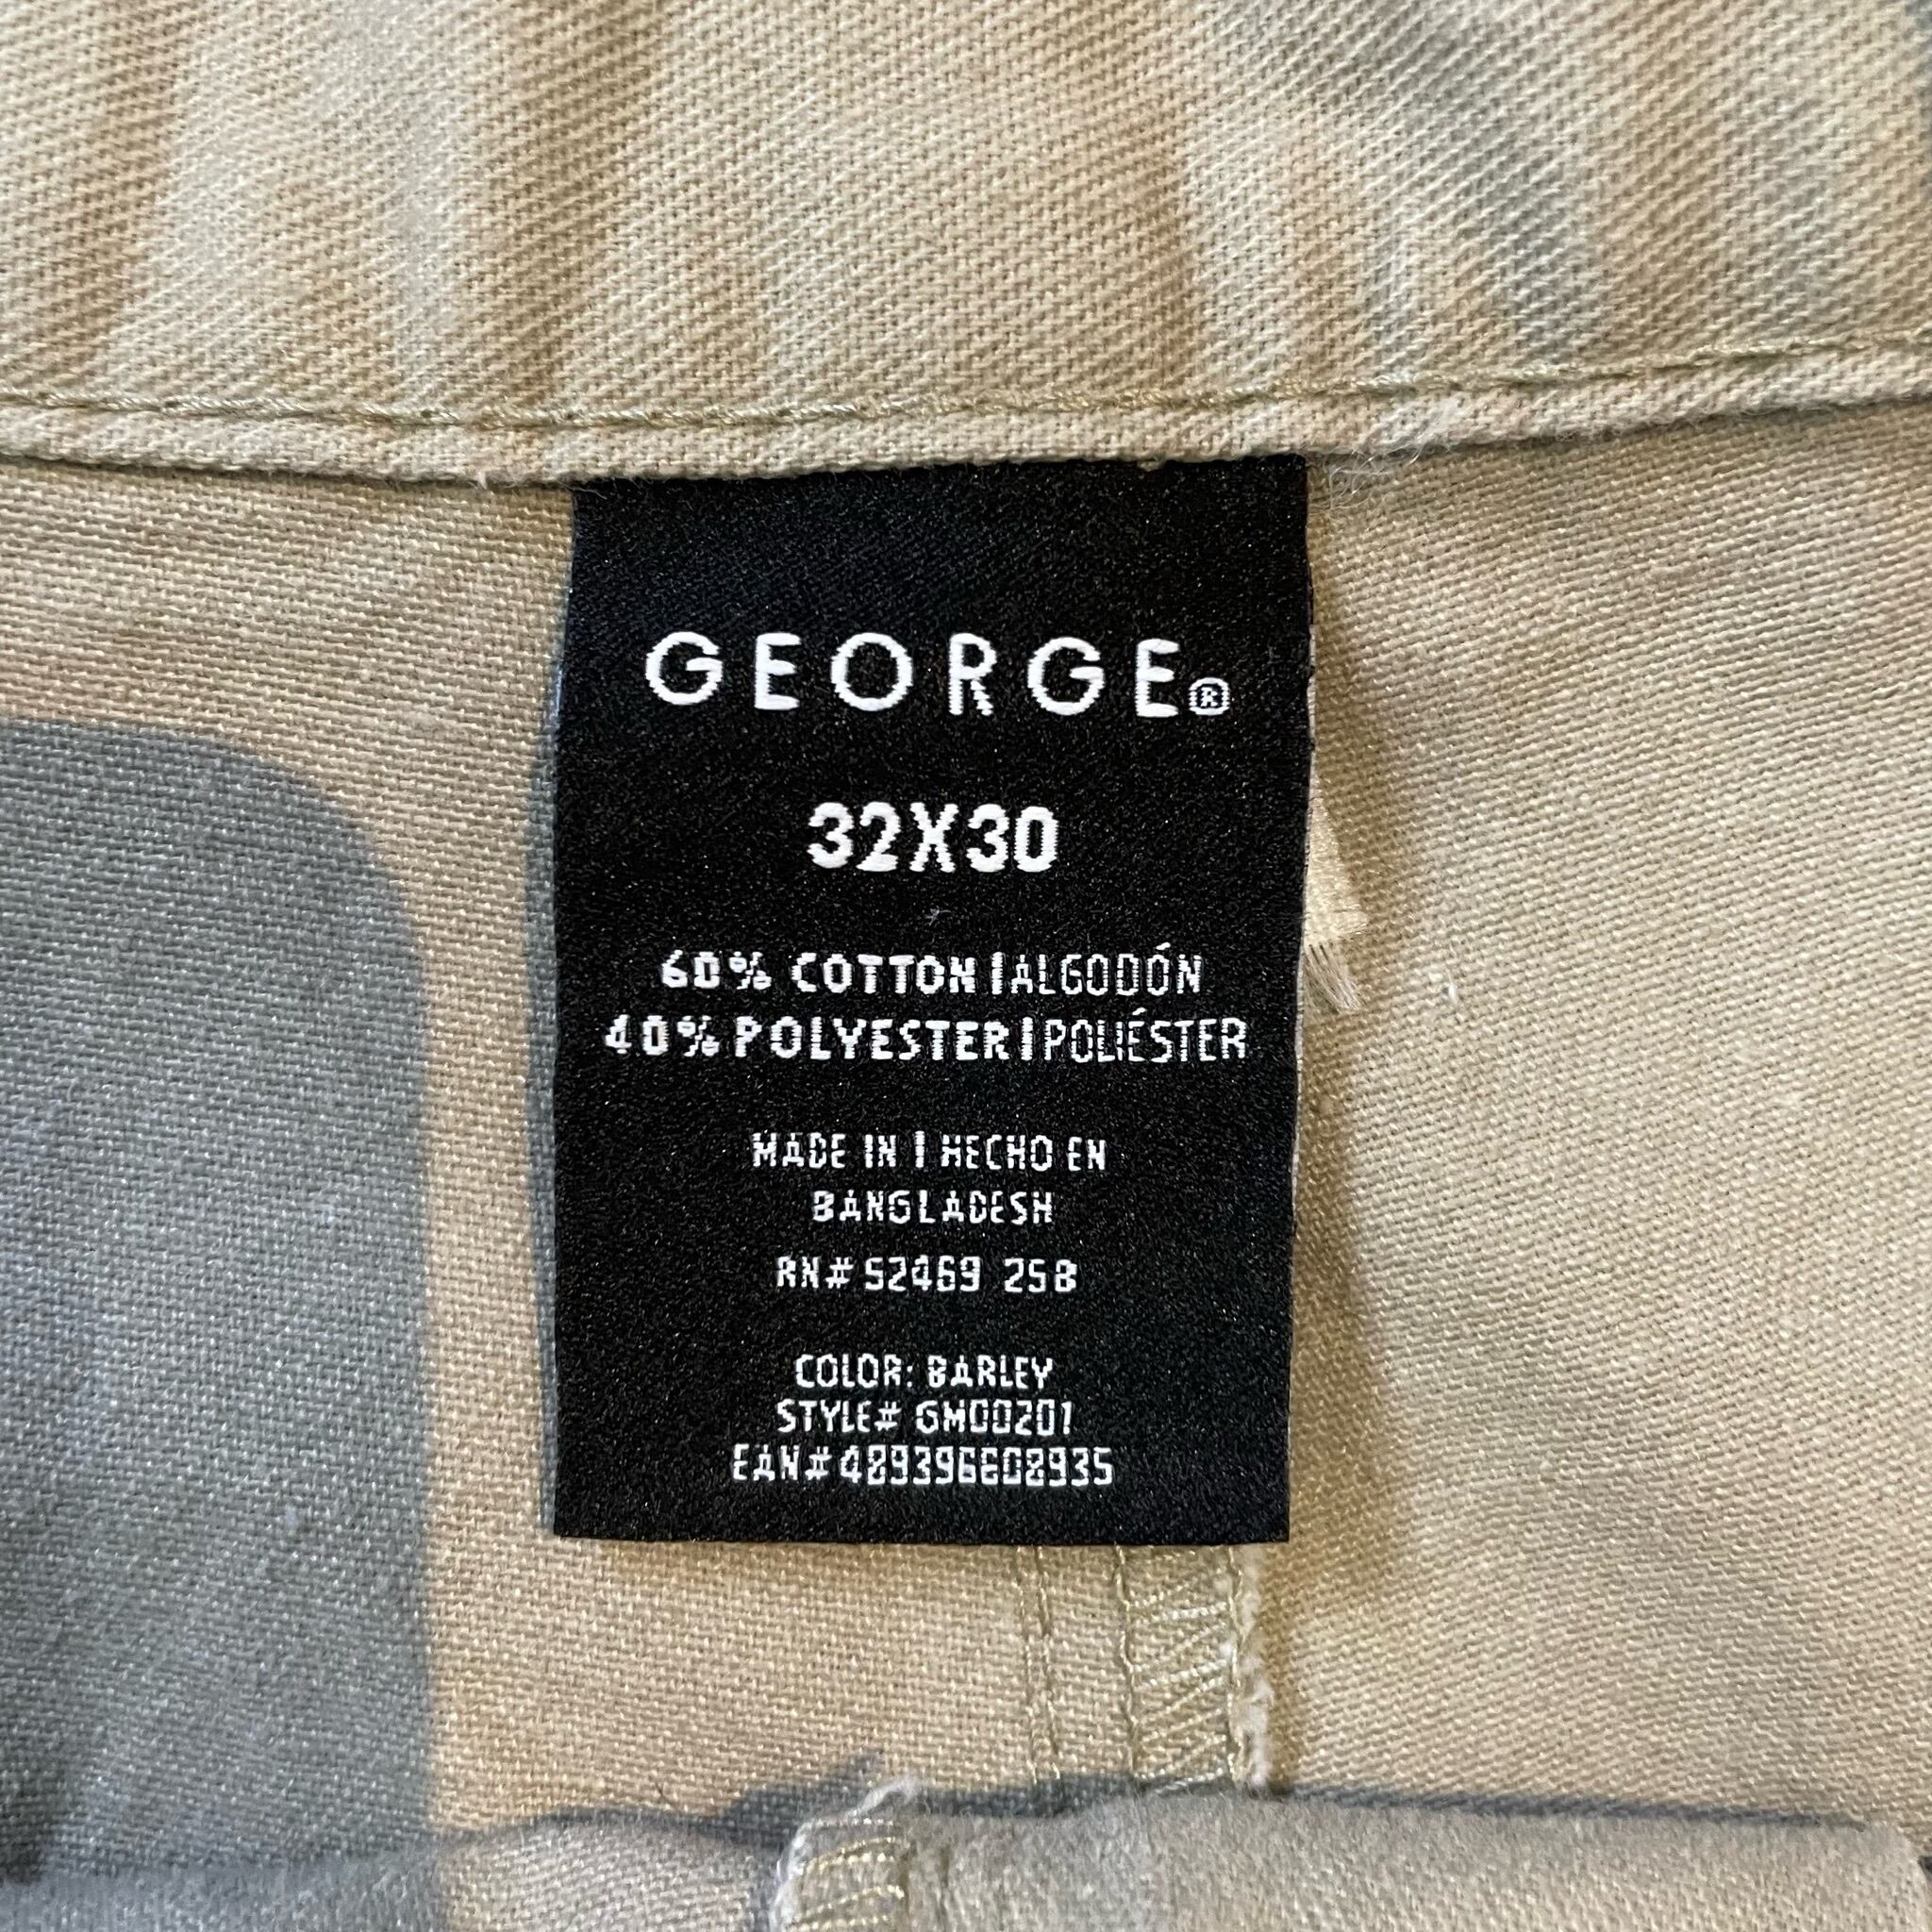 GEORGE®
32X30
60% COTTON | ALGODÓN
40% POLYESTER | POLIÉSTER
MADE IN | HECHO EN
BANGLADESH
RN# 52469 258
COLOR: BARLEY
STYLE# GM00201
EAN#